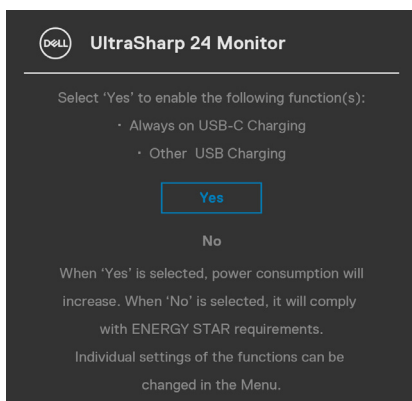 DELL
UltraSharp 24 Monitor
Select ‘Yes’ to enable the following function(s):
· Always on USB-C Charging
· Other USB Charging
Yes
No
When ‘Yes’ is selected, power consumption will
increase. When ‘No’ is selected, it will comply
with ENERGY STAR requirements.
Individual settings of the functions can be
changed in the Menu.